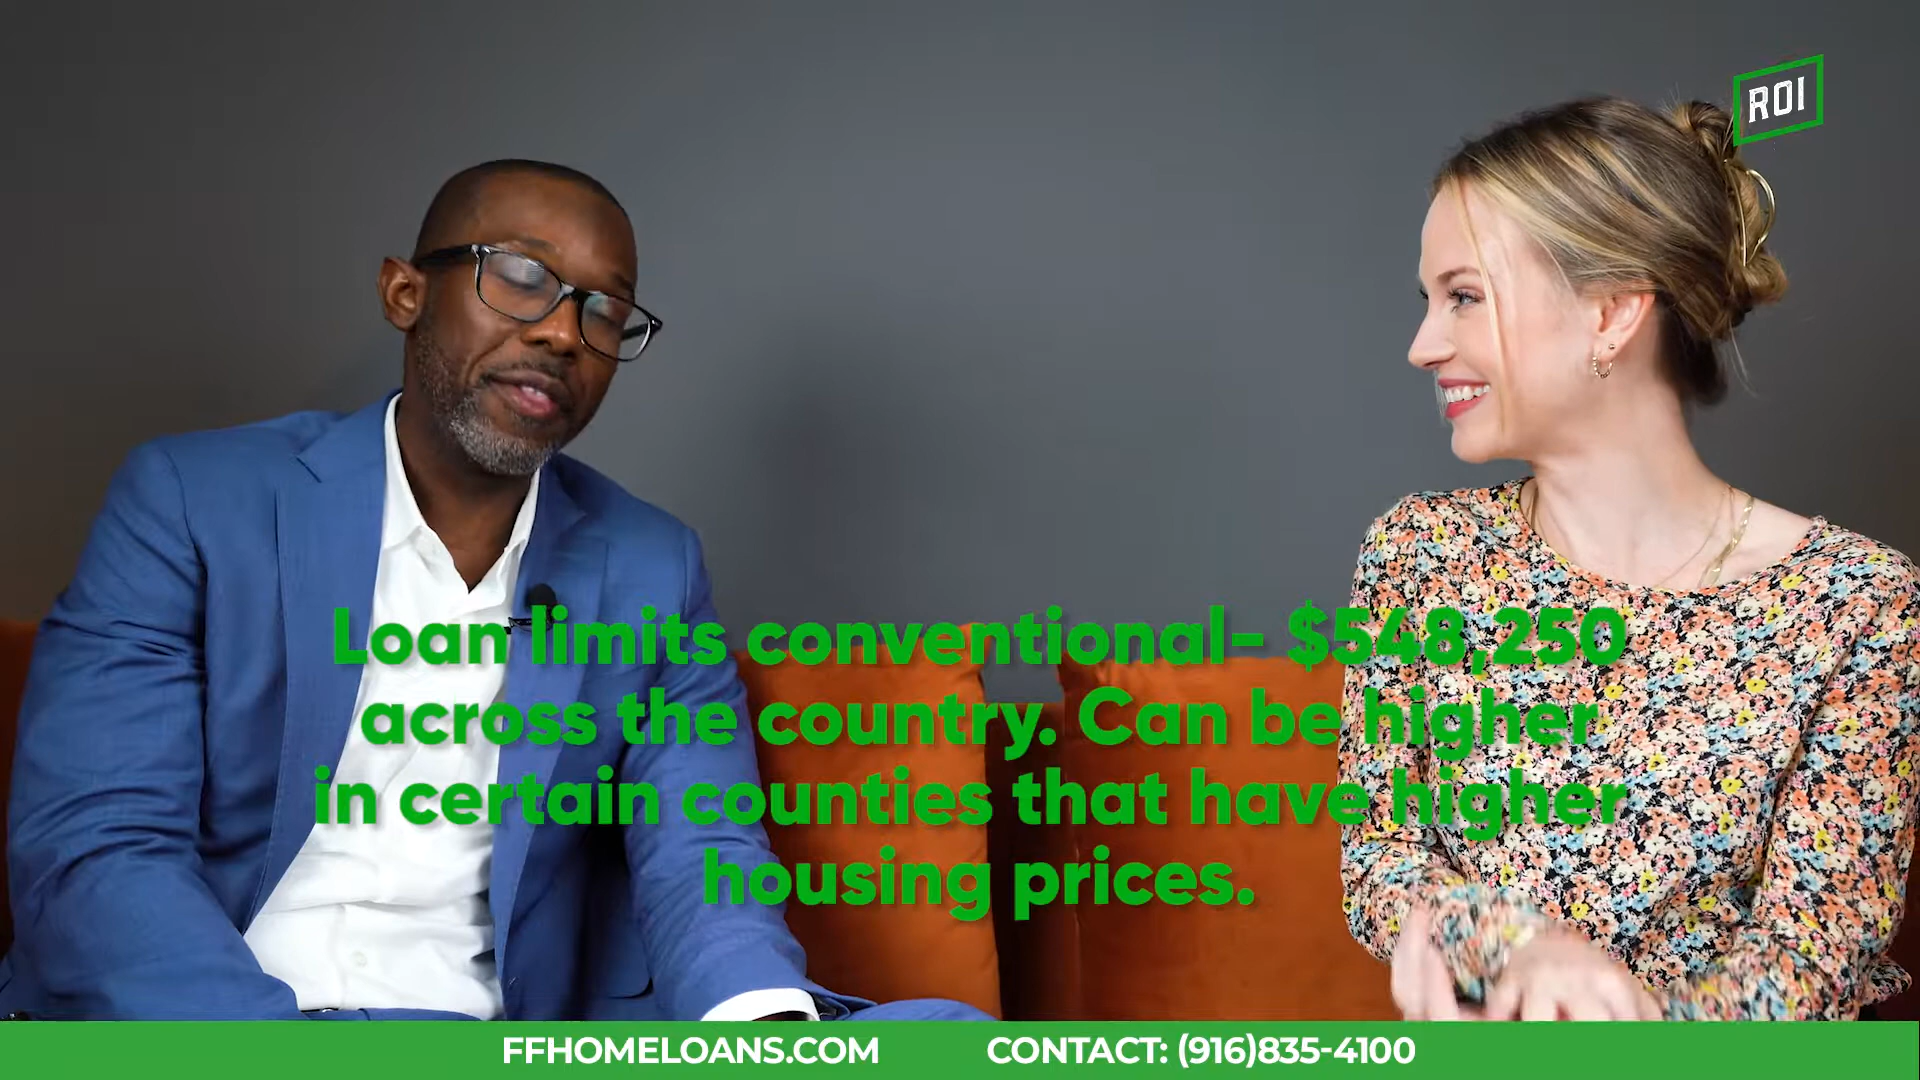 ROI
Loan limits conventional- $548,250
across the country. Can be higher
in certain counties that have higher
housing prices.
FFHOMELOANS.COM CONTACT: (916)835-4100